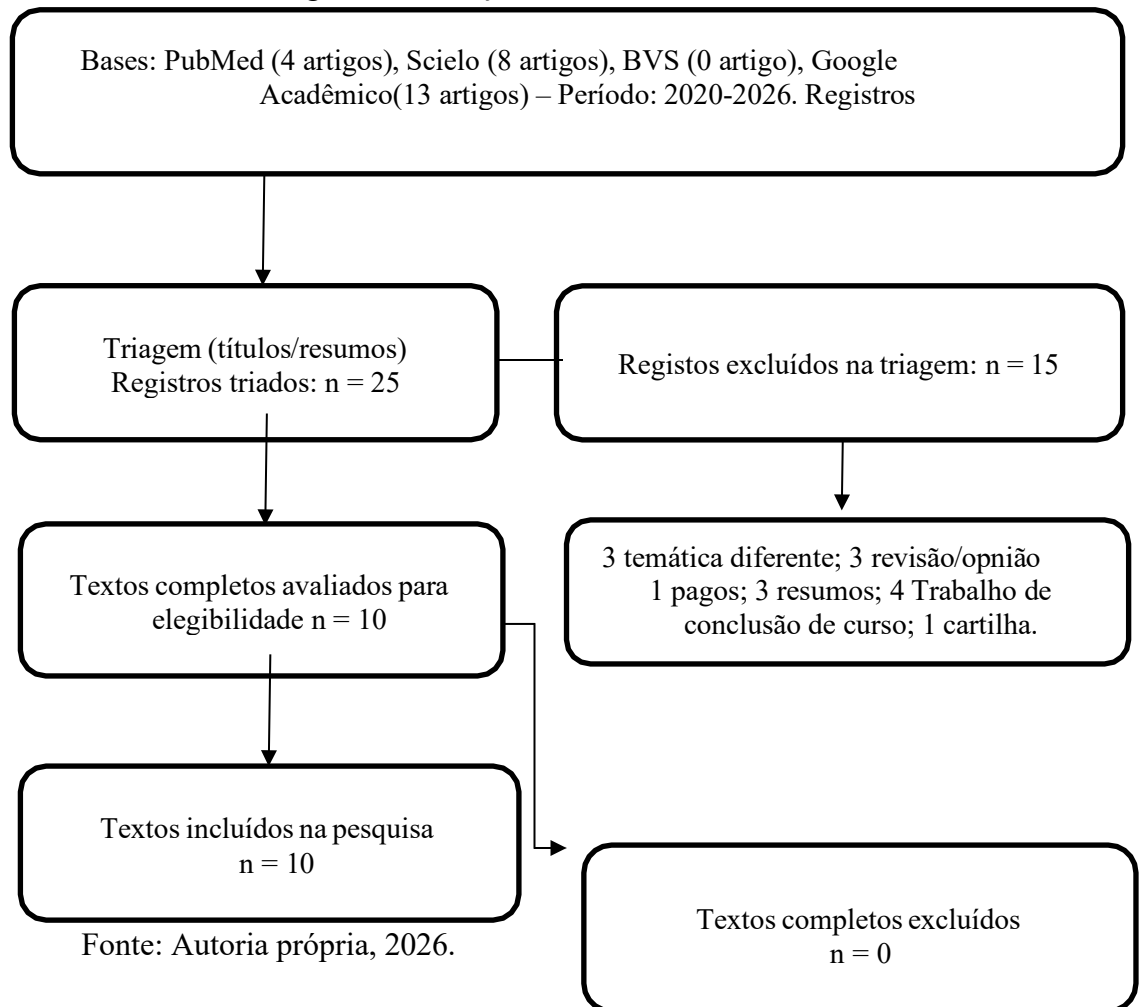 Bases: PubMed (4 artigos), Scielo (8 artigos), BVS (0 artigo), Google
Acadêmico(13 artigos) – Período: 2020-2026. Registros
Triagem (títulos/resumos)
Registros triados: n = 25
Registos excluídos na triagem: n = 15
3 temática diferente; 3 revisão/opnião
1 pagos; 3 resumos; 4 Trabalho de
conclusão de curso; 1 cartilha.
Textos completos avaliados para
elegibilidade n = 10
Textos incluídos na pesquisa
n = 10
Textos completos excluídos
n = 0
Fonte: Autoria própria, 2026.